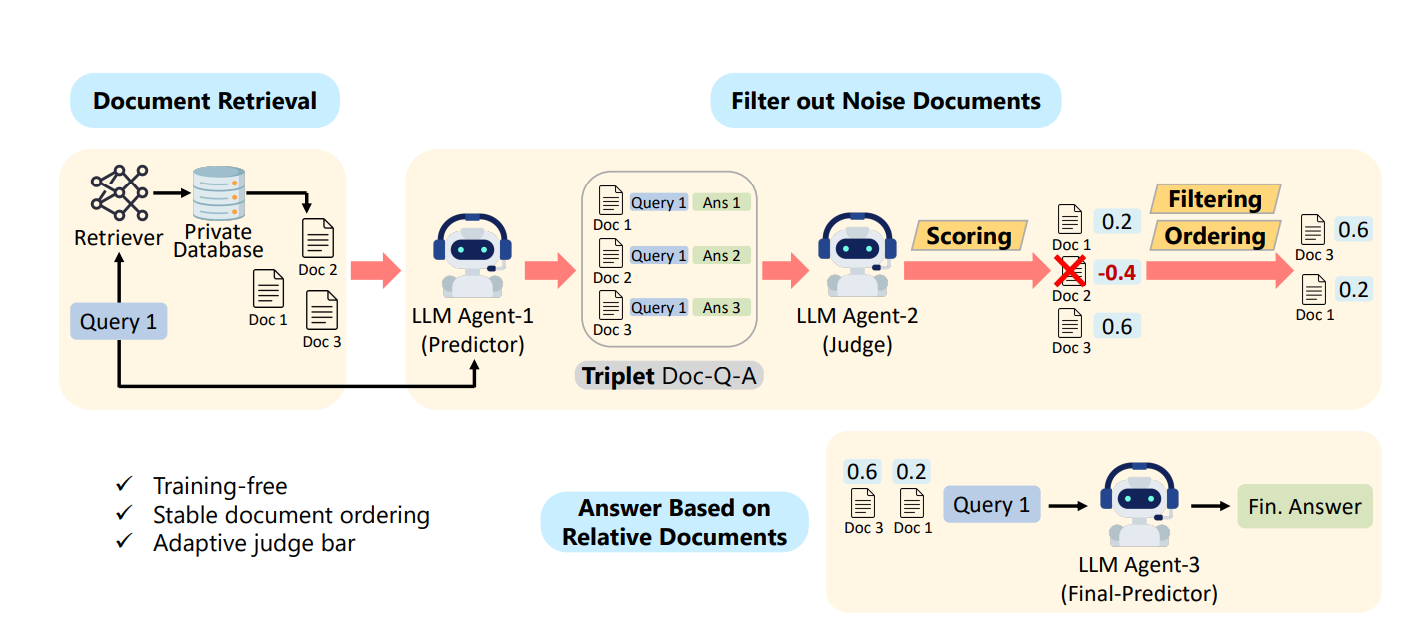 Document Retrieval
Filter out Noise Documents
Retriever
Private
Database
Doc 2
Doc 1
Doc 3
Query 1
LLM Agent-1
(Predictor)
Doc 1
Query 1
Ans 1
Doc 2
Query 1
Ans 2
Doc 3
Query 1
Ans 3
Triplet Doc-Q-A
LLM Agent-2
(Judge)
Scoring
Doc 1
0.2
Doc 2
-0.4
Doc 3
0.6
Filtering
Ordering
Doc 3
0.6
Doc 1
0.2
✓ Training-free
✓ Stable document ordering
✓ Adaptive judge bar
Answer Based on
Relative Documents
0.6 0.2
Doc 3 Doc 1
Query 1
LLM Agent-3
(Final-Predictor)
Fin. Answer